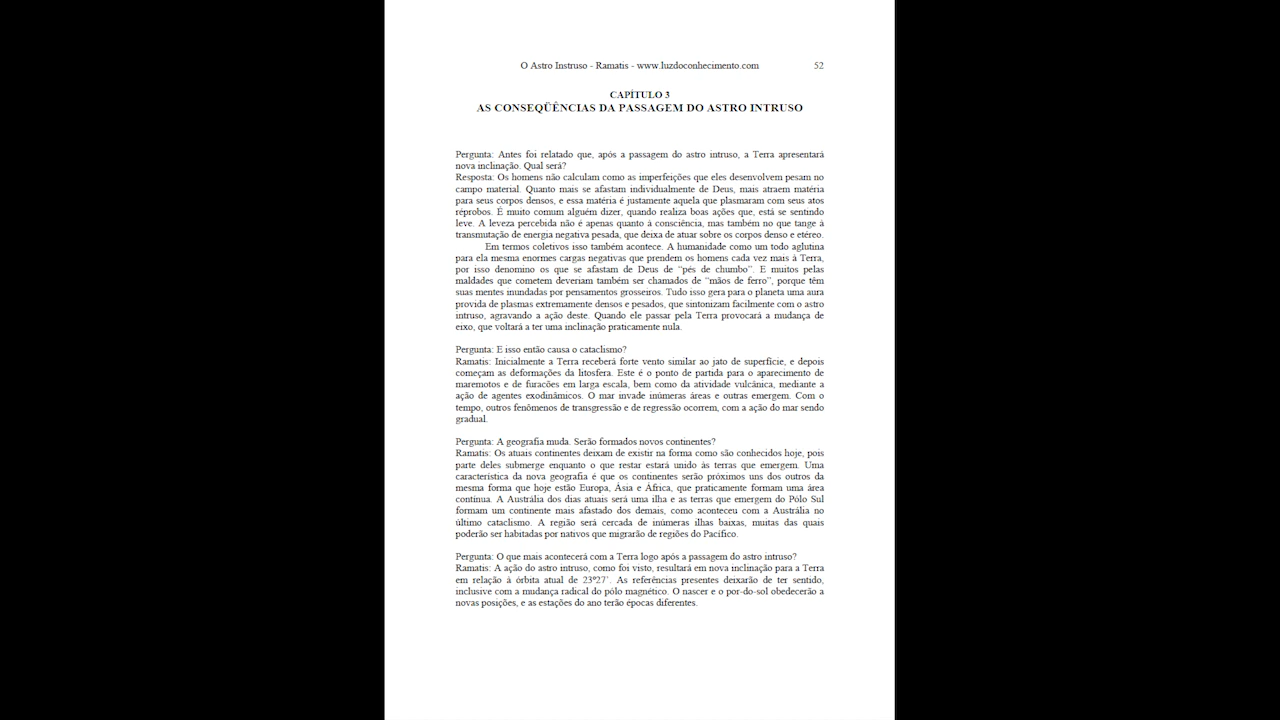 O Astro Instruso - Ramatis - www.luzdoconhecimento.com 52
CAPÍTULO 3
AS CONSEQÜÊNCIAS DA PASSAGEM DO ASTRO INTRUSO
Pergunta: Antes foi relatado que, após a passagem do astro intruso, a Terra apresentará
nova inclinação. Qual será?
Resposta: Os homens não calculam como as imperfeições que eles desenvolvem pesam no
campo material. Quanto mais se afastam individualmente de Deus, mais atraem matéria
para seus corpos densos, e essa matéria é justamente aquela que plasmaram com seus atos
réprobos. É muito comum alguém dizer, quando realiza boas ações que, está se sentindo
leve. A leveza percebida não é apenas quanto à consciência, mas também no que tange à
transmutação de energia negativa pesada, que deixa de atuar sobre os corpos denso e etéreo.
Em termos coletivos isso também acontece. A humanidade como um todo aglutina
para ela mesma enormes cargas negativas que prendem os homens cada vez mais à Terra,
por isso denomino os que se afastam de Deus de “pés de chumbo”. E muitos pelas
maldades que cometem deveriam também ser chamados de “mãos de ferro”, porque têm
suas mentes inundadas por pensamentos grosseiros. Tudo isso gera para o planeta uma aura
provida de plasmas extremamente densos e pesados, que sintonizam facilmente com o astro
intruso, agravando a ação deste. Quando ele passar pela Terra provocará a mudança de
eixo, que voltará a ter uma inclinação praticamente nula.
Pergunta: E isso então causa o cataclismo?
Ramatis: Inicialmente a Terra receberá forte vento similar ao jato de superfície, e depois
começam as deformações da litosfera. Este é o ponto de partida para o aparecimento de
maremotos e de furacões em larga escala, bem como da atividade vulcânica, mediante a
ação de agentes exodinâmicos. O mar invade inúmeras áreas e outras emergem. Com o
tempo, outros fenômenos de transgressão e de regressão ocorrem, com a ação do mar sendo
gradual.
Pergunta: A geografia muda. Serão formados novos continentes?
Ramatis: Os atuais continentes deixam de existir na forma como são conhecidos hoje, pois
parte deles submerge enquanto o que restar estará unido às terras que emergem. Uma
característica da nova geografia é que os continentes serão próximos uns dos outros da
mesma forma que hoje estão Europa, Ásia e África, que praticamente formam uma área
contínua. A Austrália dos dias atuais será uma ilha e as terras que emergem do Pólo Sul
formam um continente mais afastado dos demais, como aconteceu com a Austrália no
último cataclismo. A região será cercada de inúmeras ilhas baixas, muitas das quais
poderão ser habitadas por nativos que migrarão de regiões do Pacífico.
Pergunta: O que mais acontecerá com a Terra logo após a passagem do astro intruso?
Ramatis: A ação do astro intruso, como foi visto, resultará em nova inclinação para a Terra
em relação à órbita atual de 23º27’. As referências presentes deixarão de ter sentido,
inclusive com a mudança radical do pólo magnético. O nascer e o por-do-sol obedecerão a
novas posições, e as estações do ano terão épocas diferentes.